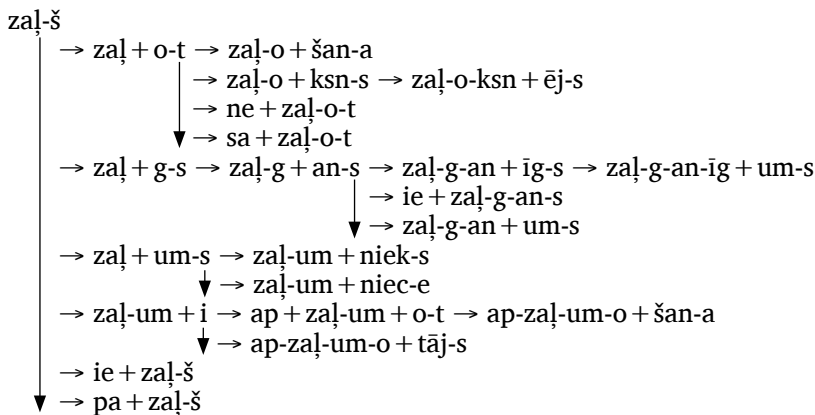 zaļ-š
→ zaļ + o-t → zaļ-o + šan-a
→ zaļ-o + ksn-s → zaļ-o-ksn + ēj-s
→ ne + zaļ-o-t
→ sa + zaļ-o-t
→ zaļ + g-s → zaļ-g + an-s → zaļ-g-an + īg-s → zaļ-g-an-īg + um-s
→ ie + zaļ-g-an-s
→ zaļ-g-an + um-s
→ zaļ + um-s → zaļ-um + niek-s
→ zaļ-um + niec-e
→ zaļ-um + i → ap + zaļ-um + o-t → ap-zaļ-um-o + šan-a
→ ap-zaļ-um-o + tāj-s
→ ie + zaļ-š
→ pa + zaļ-š